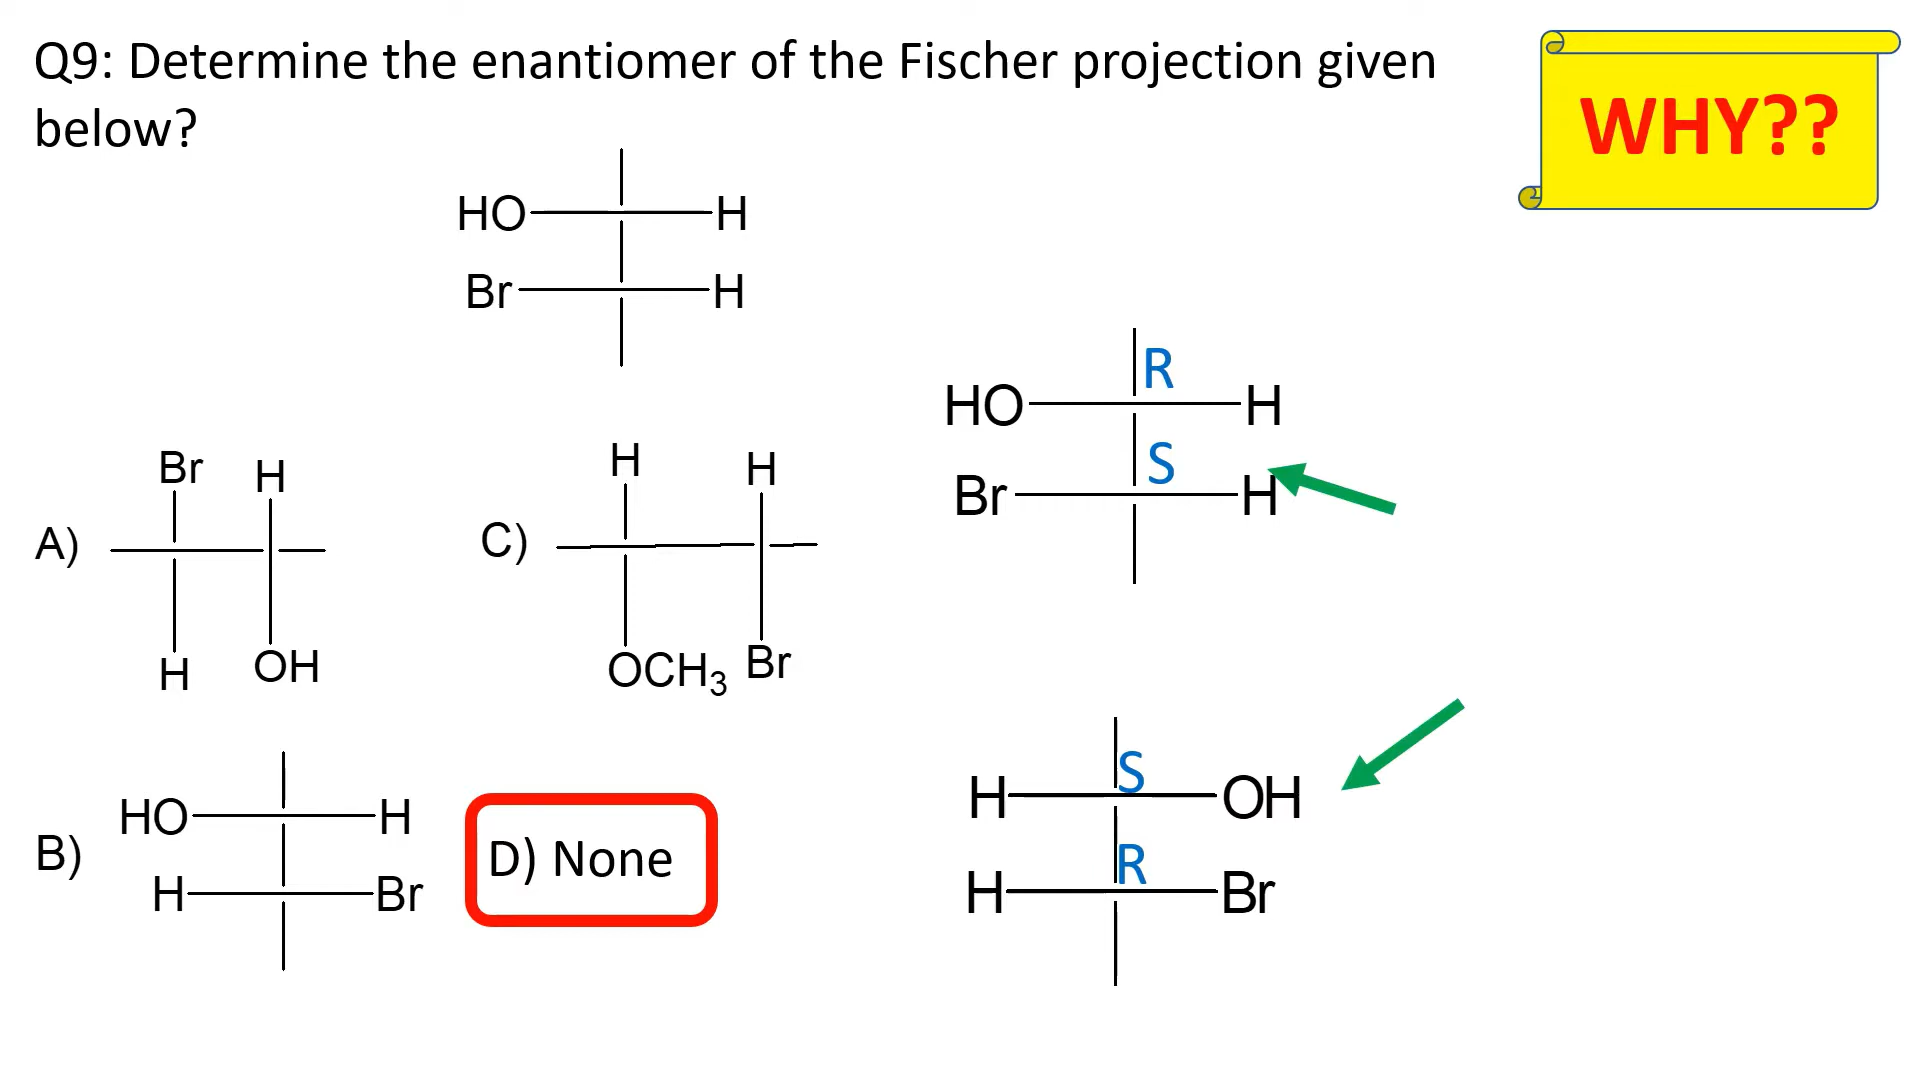 Q9: Determine the enantiomer of the Fischer projection given
below?
WHY??
HO H
Br H
R
HO H
S
Br H
Br H
A)
H OH
H H
C)
OCH3 Br
HO H
B)
H Br
D) None
S
H OH
R
H Br